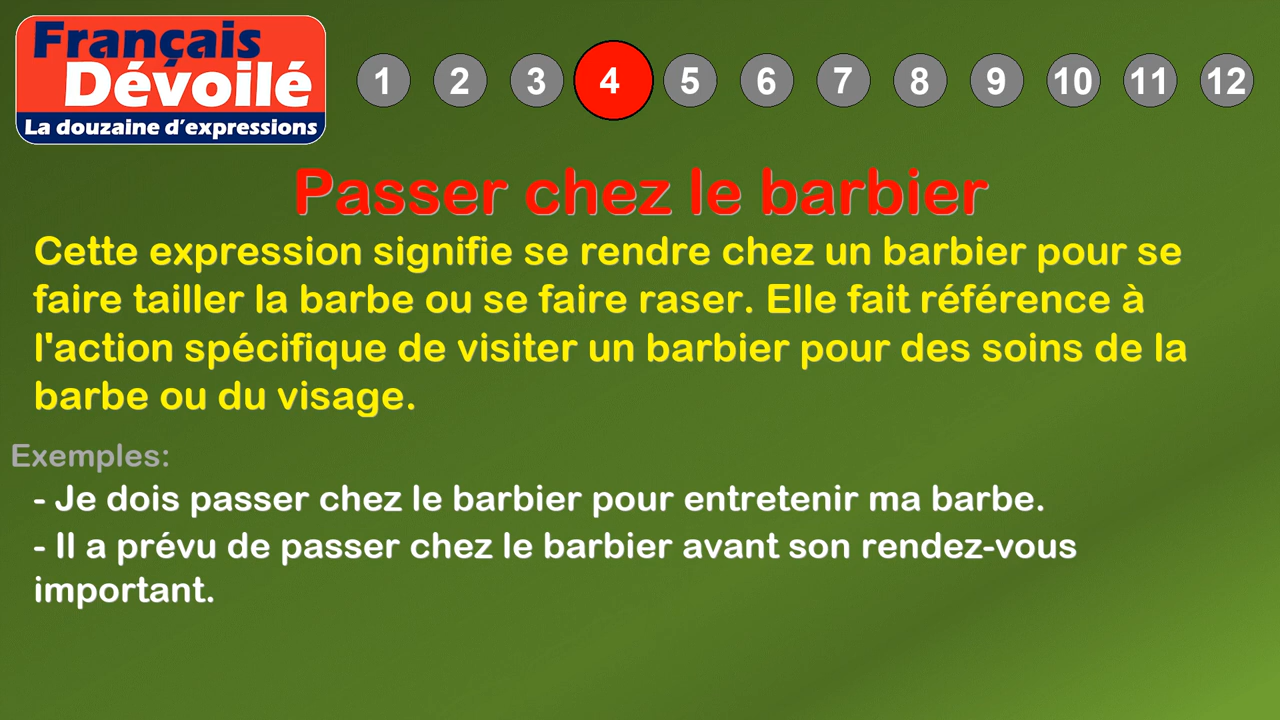 Français
Dévoilé
La douzaine d'expressions
1 2 3 4 5 6 7 8 9 10 11 12
Passer chez le barbier
Cette expression signifie se rendre chez un barbier pour se
faire tailler la barbe ou se faire raser. Elle fait référence à
l'action spécifique de visiter un barbier pour des soins de la
barbe ou du visage.
Exemples:
- Je dois passer chez le barbier pour entretenir ma barbe.
- Il a prévu de passer chez le barbier avant son rendez-vous
important.